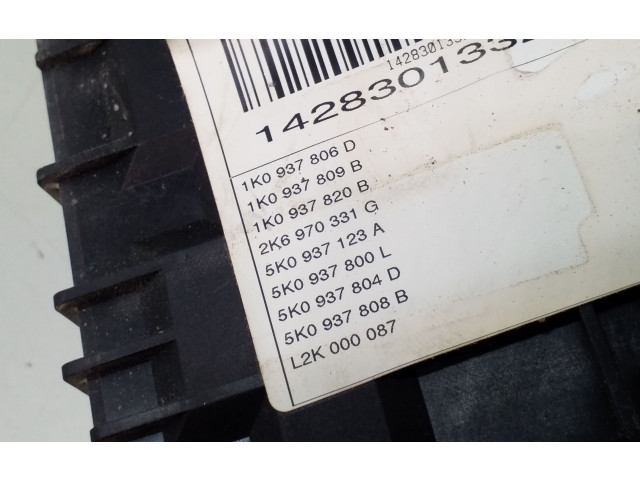 1K0 937 806 D
1K0 937 809 B
1K0 937 820 B
2K6 970 331 G
5K0 937 123 A
5K0 937 800 L
5K0 937 804 D
5K0 937 808 B
L2K 000 087